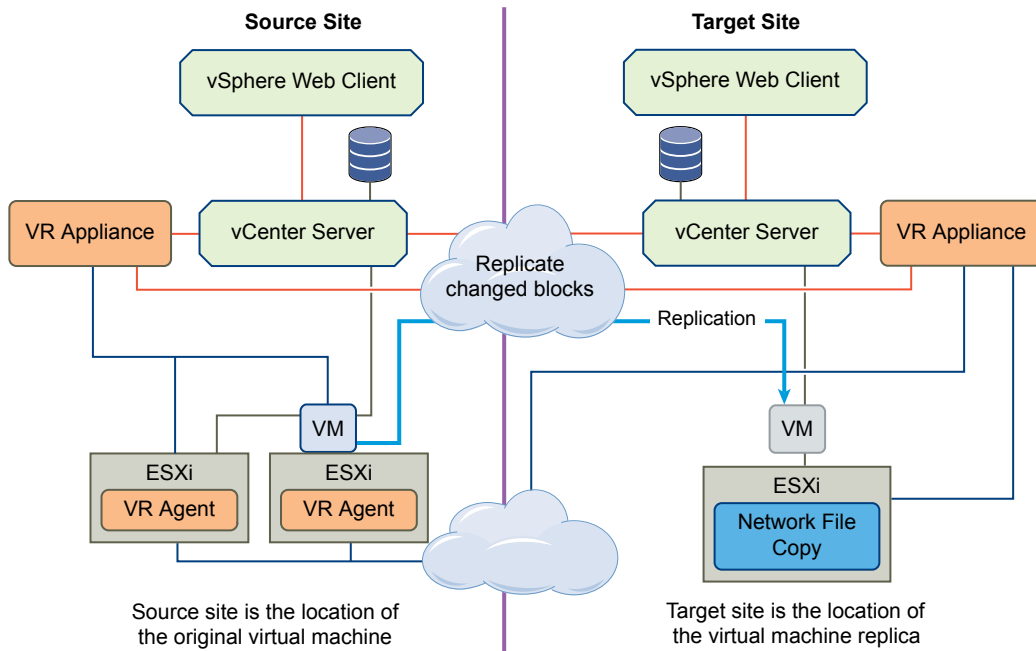 Source Site
Target Site
vSphere Web Client
vSphere Web Client
VR Appliance
vCenter Server
vCenter Server
VR Appliance
Replicate
changed blocks
Replication
VM
VM
ESXi
VR Agent
ESXi
VR Agent
ESXi
Network File
Copy
Source site is the location of
the original virtual machine
Target site is the location of
the virtual machine replica